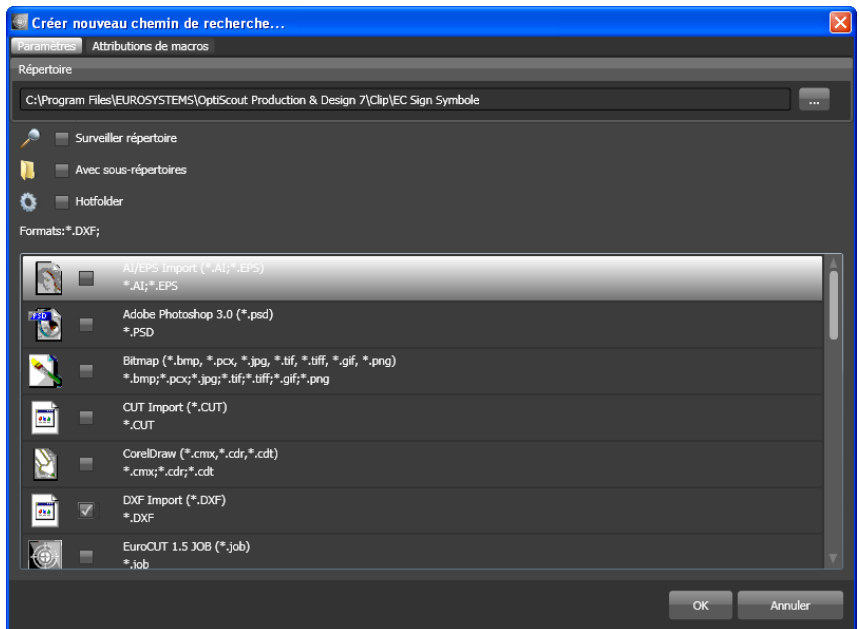 Créer nouveau chemin de recherche...
Paramètres Attributions de macros
Répertoire
C:\Program Files\EUROSYSTEMS\OptiScout Production & Design 7\Clip\EC Sign Symbole ...
Surveiller répertoire
Avec sous-répertoires
Hotfolder
Formats:*.DXF;
AI/EPS Import (*.AI;*.EPS)
*.AI;*.EPS
PSD
Adobe Photoshop 3.0 (*.psd)
*.PSD
Bitmap (*.bmp, *.pcx, *.jpg, *.tif, *.tiff, *.gif, *.png)
*.bmp;*.pcx;*.jpg;*.tif;*.tiff;*.gif;*.png
CUT Import (*.CUT)
*.CUT
CorelDraw (*.cmx,*.cdr,*.cdt)
*.cmx;*.cdr;*.cdt
DXF Import (*.DXF)
*.DXF
EuroCUT 1.5 JOB (*.job)
*.job
OK Annuler